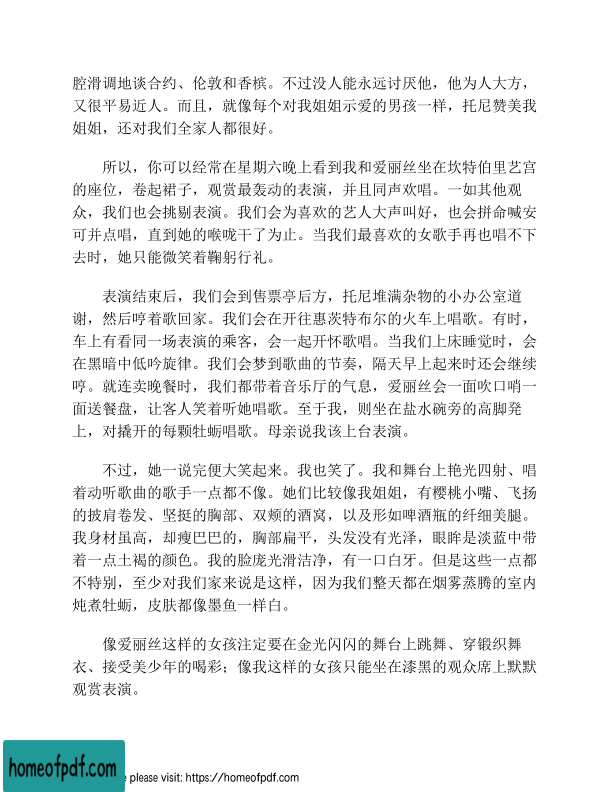 腔滑调地谈合约、伦敦和香槟。不过没人能永远讨厌他，他为人大方，
又很平易近人。而且，就像每个对我姐姐示爱的男孩一样，托尼赞美我
姐姐，还对我们全家人都很好。
所以，你可以经常在星期六晚上看到我和爱丽丝坐在坎特伯里艺宫
的座位，卷起裙子，观赏最轰动的表演，并且同声欢唱。一如其他观
众，我们也会挑剔表演。我们会为喜欢的艺人大声叫好，也会拼命喊安
可并点唱，直到她的喉咙干了为止。当我们最喜欢的女歌手再也唱不下
去时，她只能微笑着鞠躬行礼。
表演结束后，我们会到售票亭后方，托尼堆满杂物的小办公室道
谢，然后哼着歌回家。我们会在开往惠茨特布尔的火车上唱歌。有时，
车上有看同一场表演的乘客，会一起开怀歌唱。当我们上床睡觉时，会
在黑暗中低吟旋律。我们会梦到歌曲的节奏，隔天早上起来时还会继续
哼。就连卖晚餐时，我们都带着音乐厅的气息，爱丽丝会一面吹口哨一
面送餐盘，让客人笑着听她唱歌。至于我，则坐在盐水碗旁的高脚凳
上，对撬开的每颗牡蛎唱歌。母亲说我该上台表演。
不过，她一说完便大笑起来。我也笑了。我和舞台上艳光四射、唱
着动听歌曲的歌手一点都不像。她们比较像我姐姐，有樱桃小嘴、飞扬
的披肩卷发、坚挺的胸部、双颊的酒窝，以及形如啤酒瓶的纤细美腿。
我身材虽高，却瘦巴巴的，胸部扁平，头发没有光泽，眼眸是淡蓝中带
着一点土褐的颜色。我的脸庞光滑洁净，有一口白牙。但是这些一点都
不特别，至少对我们家来说是这样，因为我们整天都在烟雾蒸腾的室内
炖煮牡蛎，皮肤都像墨鱼一样白。
像爱丽丝这样的女孩注定要在金光闪闪的舞台上跳舞、穿锻织舞
衣、接受美少年的喝彩；像我这样的女孩只能坐在漆黑的观众席上默默
观赏表演。
homeofpdf.com
e please visit: https://homeofpdf.com